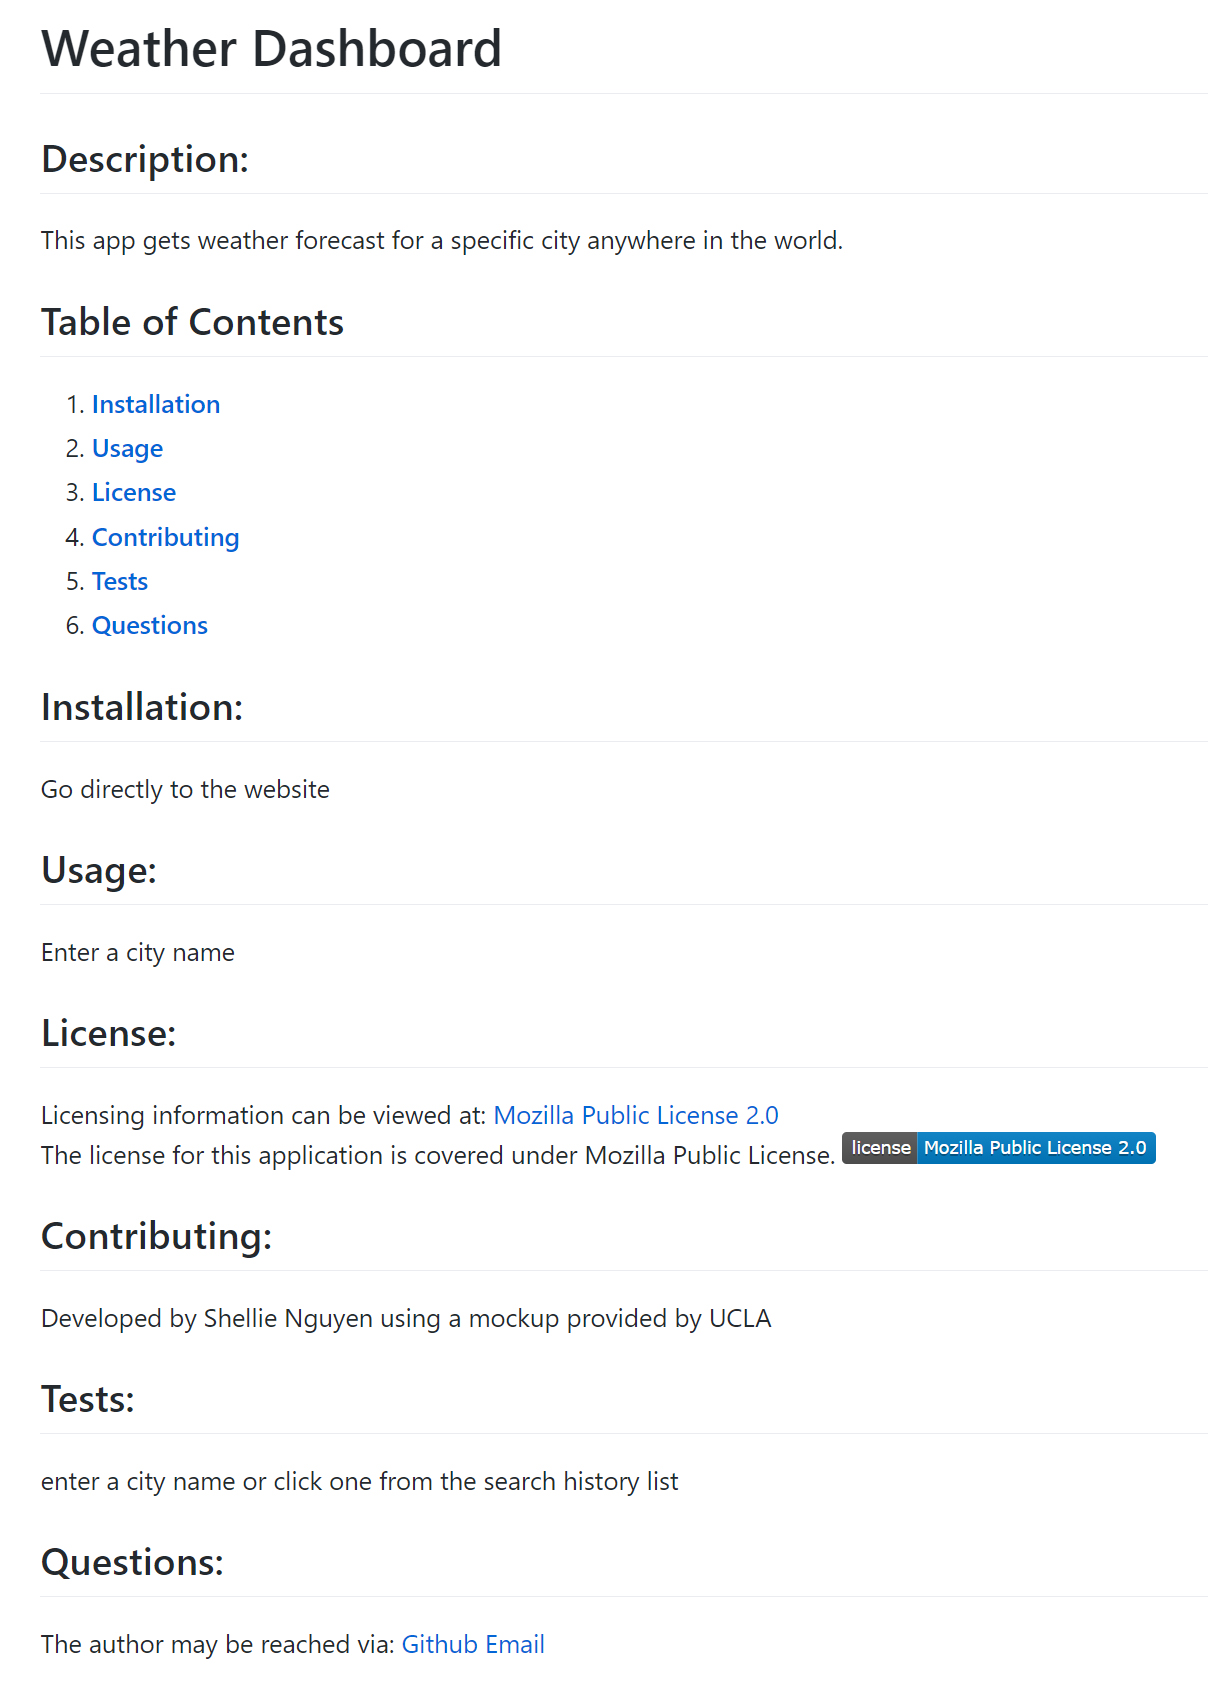 Weather Dashboard
Description:
This app gets weather forecast for a specific city anywhere in the world.
Table of Contents
1. Installation
2. Usage
3. License
4. Contributing
5. Tests
6. Questions
Installation:
Go directly to the website
Usage:
Enter a city name
License:
Licensing information can be viewed at: Mozilla Public License 2.0
The license for this application is covered under Mozilla Public License. license Mozilla Public License 2.0
Contributing:
Developed by Shellie Nguyen using a mockup provided by UCLA
Tests:
enter a city name or click one from the search history list
Questions:
The author may be reached via: Github Email